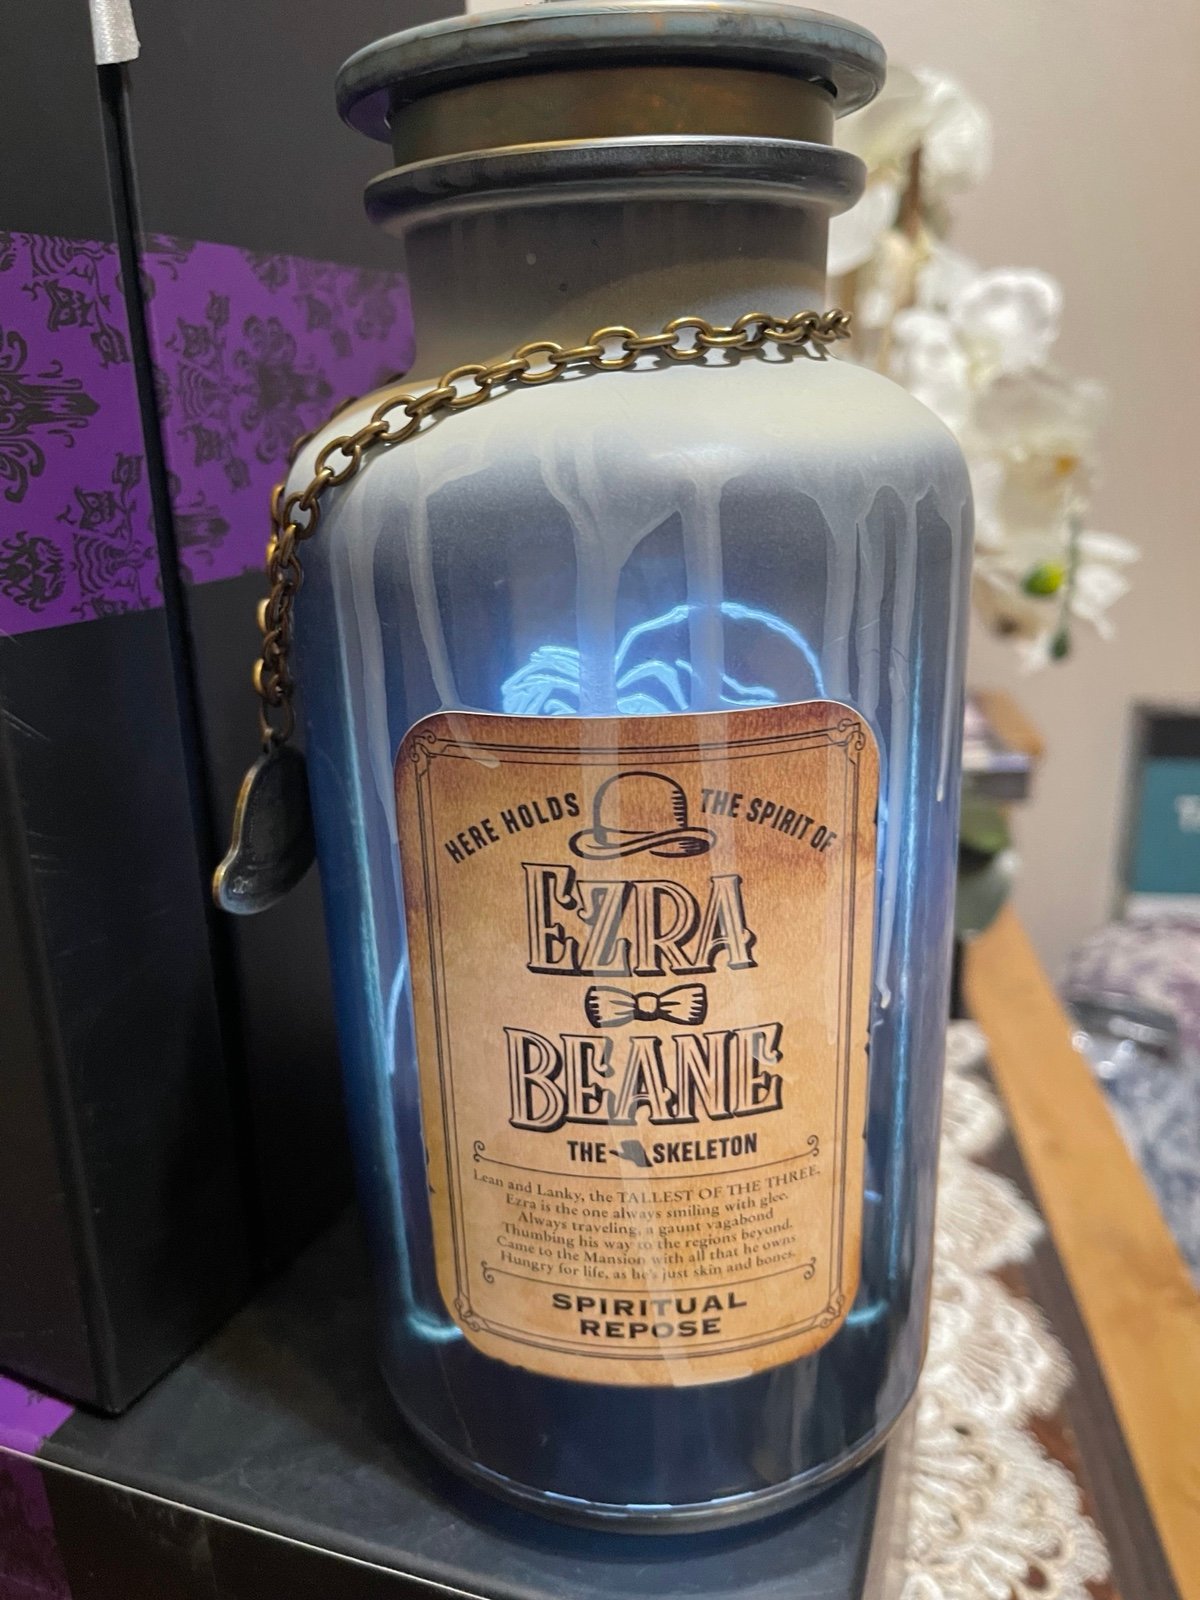 HERE HOLDS THE SPIRIT OF
EZRA
BEANE
THE SKELETON
Lean and Lanky, the TALLEST OF THE THREE,
Ezra is the one always smiling with glee.
Always traveling, a gaunt vagabond
Thumbing his way to the regions beyond.
Came to the Mansion with all that he owns
Hungry for life, as he's just skin and bones.
SPIRITUAL
REPOSE